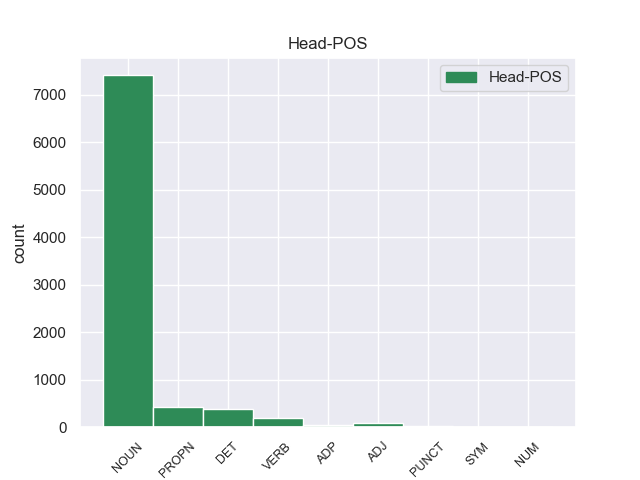 Head-POS
Head-POS
7000
6000
5000
4000
3000
2000
1000
0
count
NOUN
PROPN
DET
VERB
ADP
ADJ
PUNCT
SYM
NUM